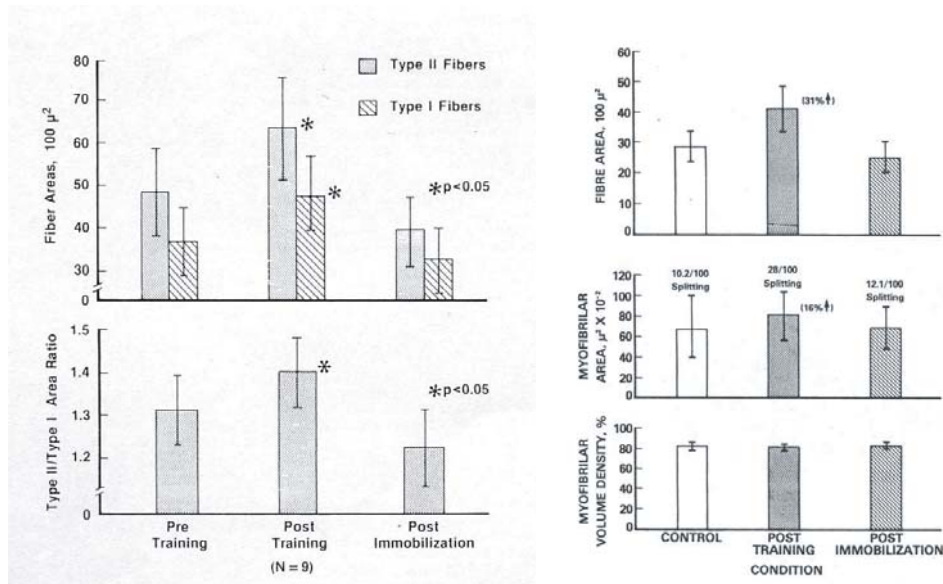 80
70
60
50
40
30
0
Fiber Areas, 100 µ²
Type II Fibers
Type I Fibers
*
*
*p<0.05
1.5
1.4
1.3
1.2
0
Type II/Type I Area Ratio
*
*p<0.05
Pre
Training
Post
Training
Post
Immobilization
(N = 9)
60
50
40
30
20
10
0
FIBRE AREA, 100 µ²
(31%↑)
120
100
80
60
40
20
0
MYOFIBRILAR
AREA, µ² X 10⁻²
10.2/100
Splitting
28/100
Splitting
12.1/100
Splitting
(16%↑)
100
80
60
40
20
0
MYOFIBRILAR
VOLUME DENSITY, %
CONTROL
POST
TRAINING
POST
IMMOBILIZATION
CONDITION